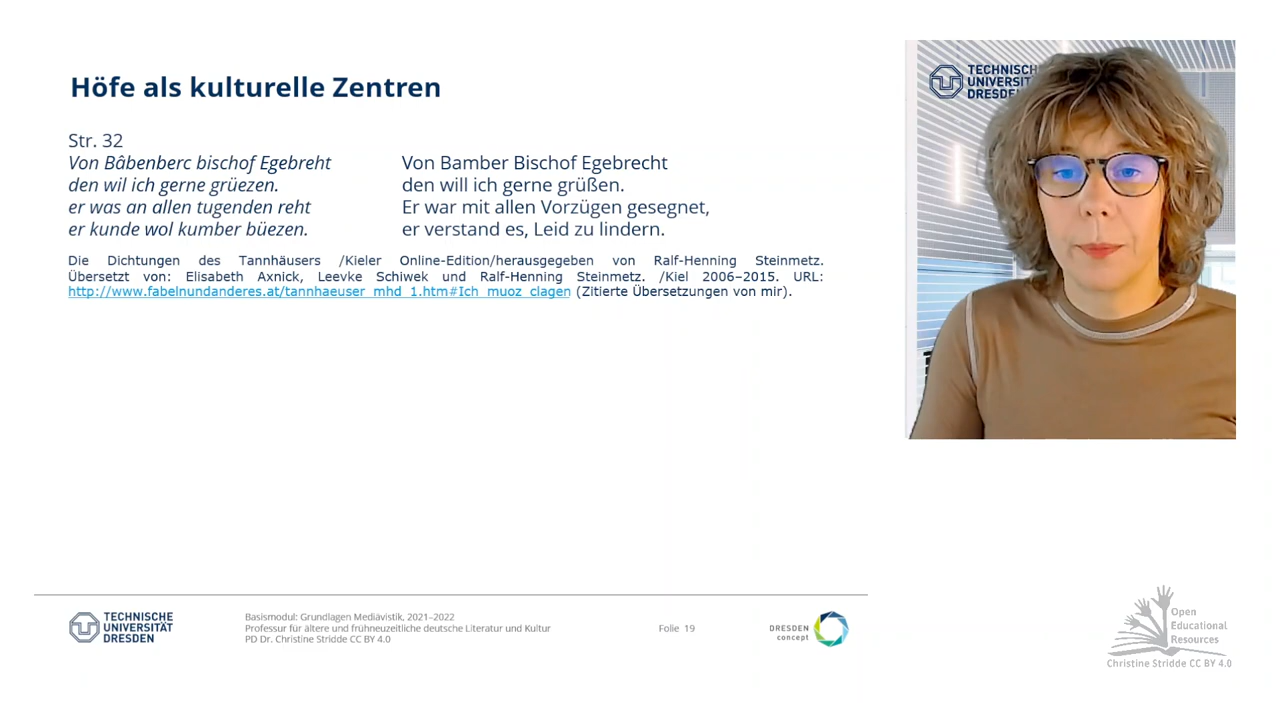 Höfe als kulturelle Zentren
Str. 32
Von Bâbenberc bischof Egebreht
den wil ich gerne grüezen.
er was an allen tugenden reht
er kunde wol kumber büezen.
Von Bamber Bischof Egebrecht
den will ich gerne grüßen.
Er war mit allen Vorzügen gesegnet,
er verstand es, Leid zu lindern.
Die Dichtungen des Tannhäusers /Kieler Online-Edition/herausgegeben von Ralf-Henning Steinmetz.
Übersetzt von: Elisabeth Axnick, Leevke Schiwek und Ralf-Henning Steinmetz. /Kiel 2006–2015. URL:
http://www.fabelnundanderes.at/tannhaeuser_mhd_1.htm#Ich_muoz_clagen (Zitierte Übersetzungen von mir).
TECHNISCH
UNIVERSIT
DRESDEN
TECHNISCHE
UNIVERSITÄT
DRESDEN
Basismodul: Grundlagen Mediävistik, 2021–2022
Professur für ältere und frühneuzeitliche deutsche Literatur und Kultur
PD Dr. Christine Stridde CC BY 4.0
Folie 19
DRESDEN
concept
Open
Educational
Resources
Christine Stridde CC BY 4.0